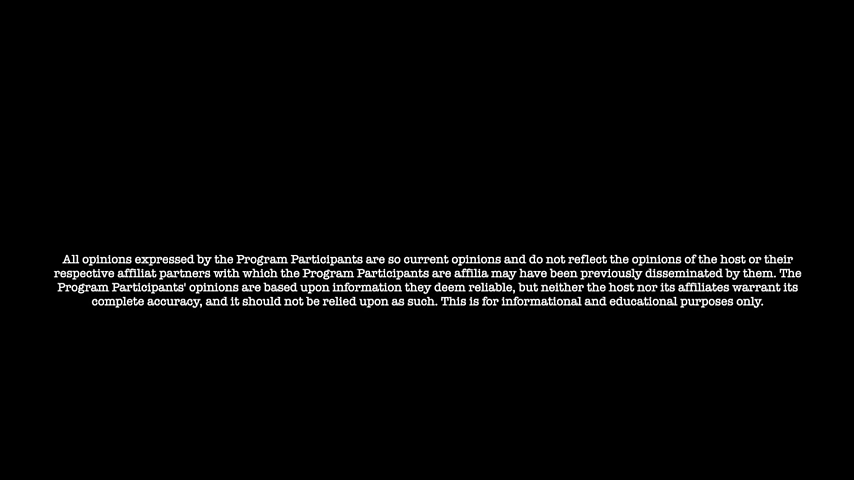 All opinions expressed by the Program Participants are so current opinions and do not reflect the opinions of the host or their
respective affiliat partners with which the Program Participants are affilia may have been previously disseminated by them. The
Program Participants' opinions are based upon information they deem reliable, but neither the host nor its affiliates warrant its
complete accuracy, and it should not be relied upon as such. This is for informational and educational purposes only.